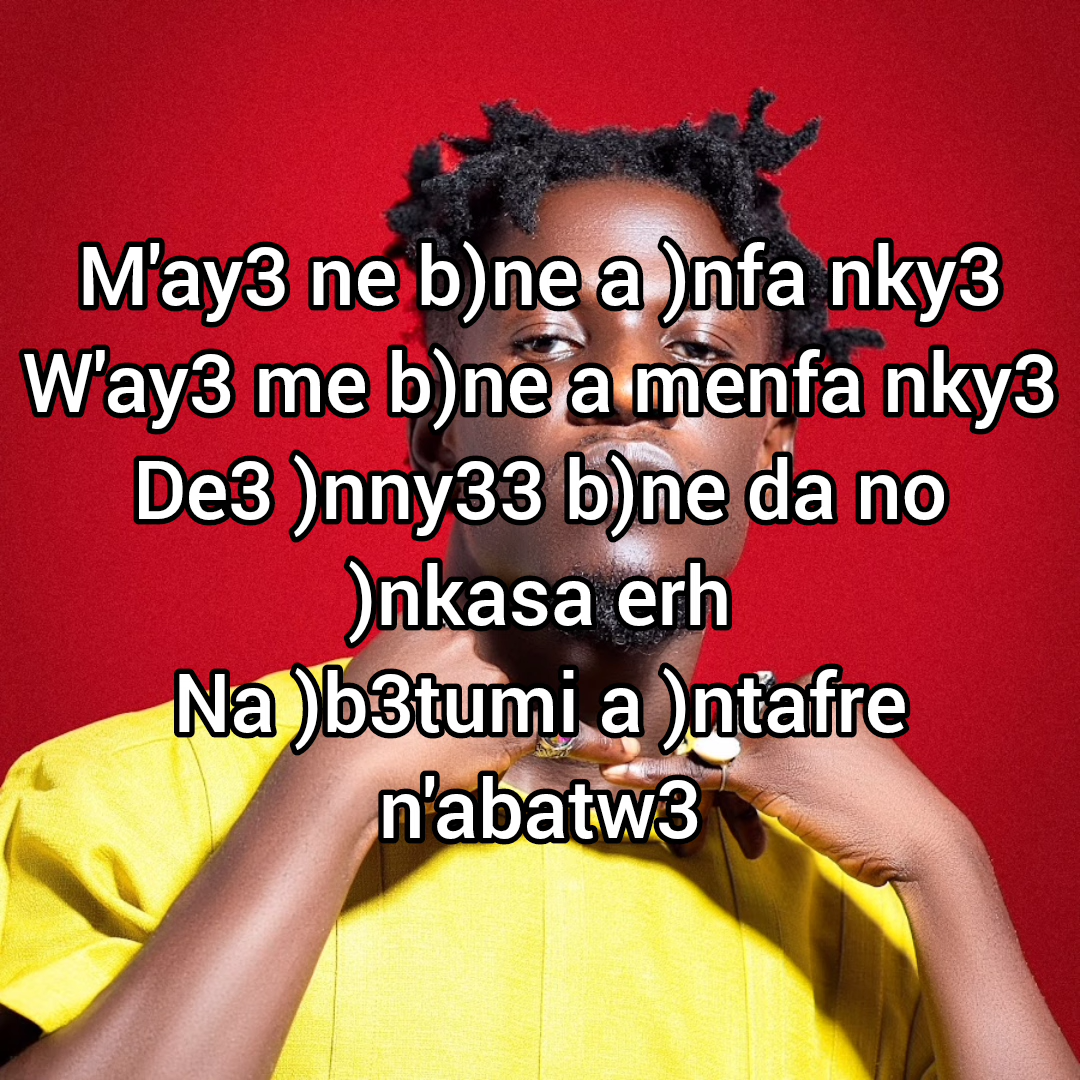 M'ay3 ne b)ne a )nfa nky3
W'ay3 me b)ne a menfa nky3
De3 )nny33 b)ne da no
)nkasa erh
Na )b3tumi a )ntafre
n'abatw3